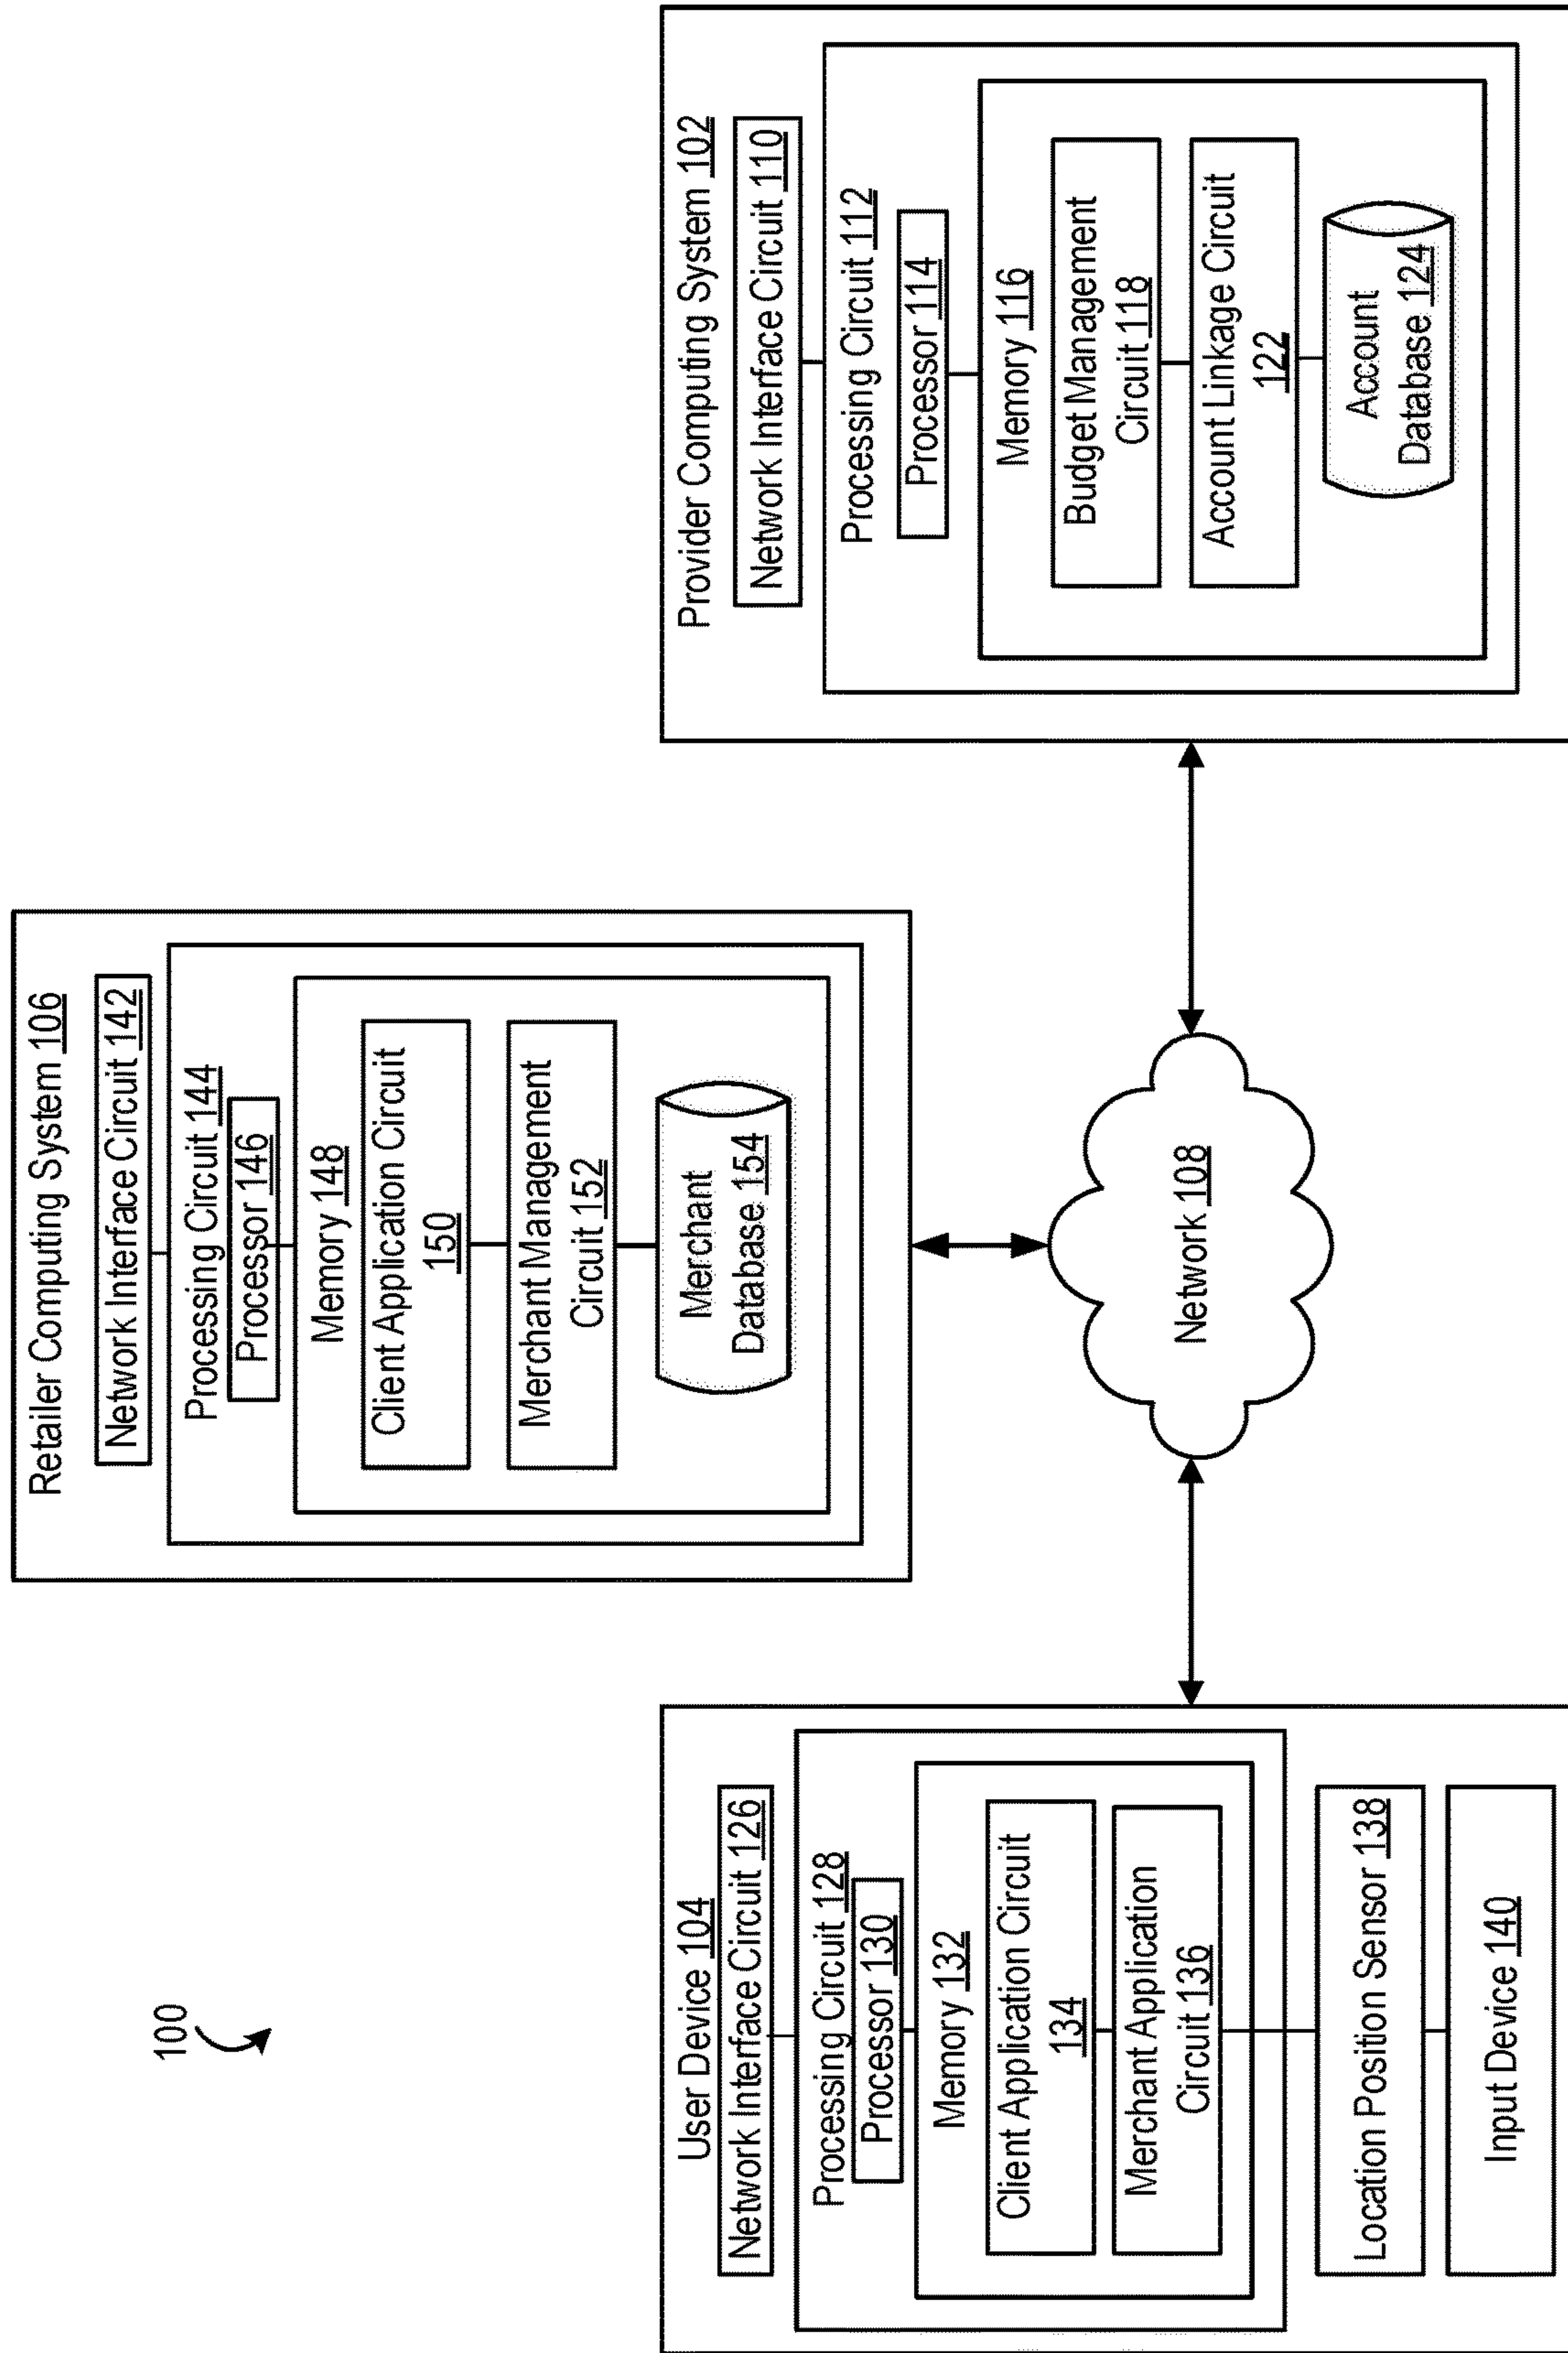 100
User Device 104
Network Interface Circuit 126
Processing Circuit 128
Processor 130
Memory 132
Client Application Circuit
134
Merchant Application
Circuit 136
Location Position Sensor 138
Input Device 140
Retailer Computing System 106
Network Interface Circuit 142
Processing Circuit 144
Processor 146
Memory 148
Client Application Circuit
150
Merchant Management
Circuit 152
Merchant
Database 154
Network 108
Provider Computing System 102
Network Interface Circuit 110
Processing Circuit 112
Processor 114
Memory 116
Budget Management
Circuit 118
Account Linkage Circuit
122
Account
Database 124